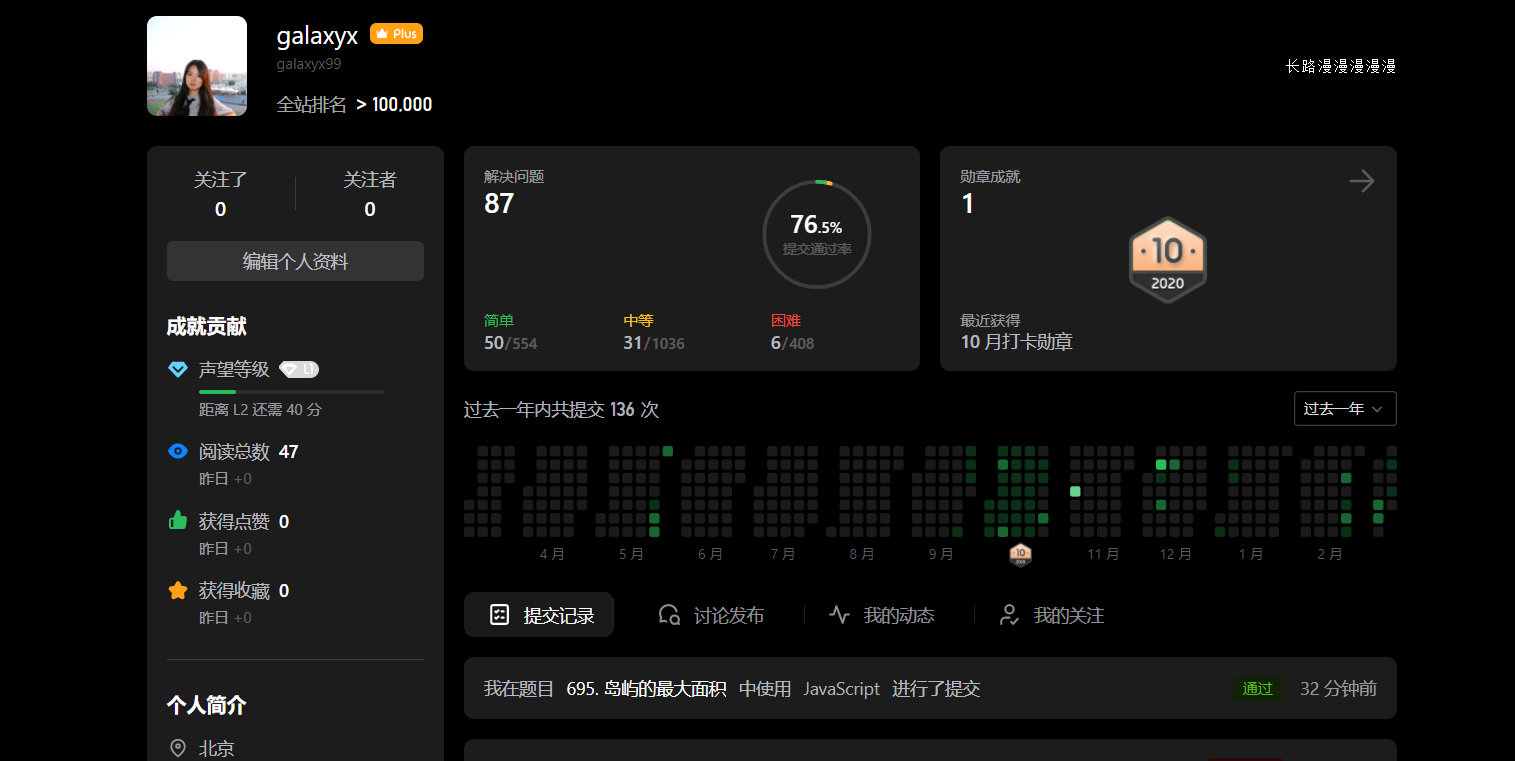 galaxyx Plus
galaxyx99
全站排名 > 100,000
长路漫漫漫漫漫
关注了 关注者
0 0
编辑个人资料
成就贡献
声望等级 L1
距离 L2 还需 40 分
阅读总数 47
昨日 +0
获得点赞 0
昨日 +0
获得收藏 0
昨日 +0
个人简介
北京
解决问题
87
76.5%
提交通过率
简单 中等 困难
50/554 31/1036 6/408
勋章成就
1
10
2020
最近获得
10 月打卡勋章
过去一年内共提交 136 次
过去一年
4 月 5 月 6 月 7 月 8 月 9 月 10 2020 11 月 12 月 1 月 2 月
提交记录 讨论发布 我的动态 我的关注
我在题目 695. 岛屿的最大面积 中使用 JavaScript 进行了提交 通过 32 分钟前